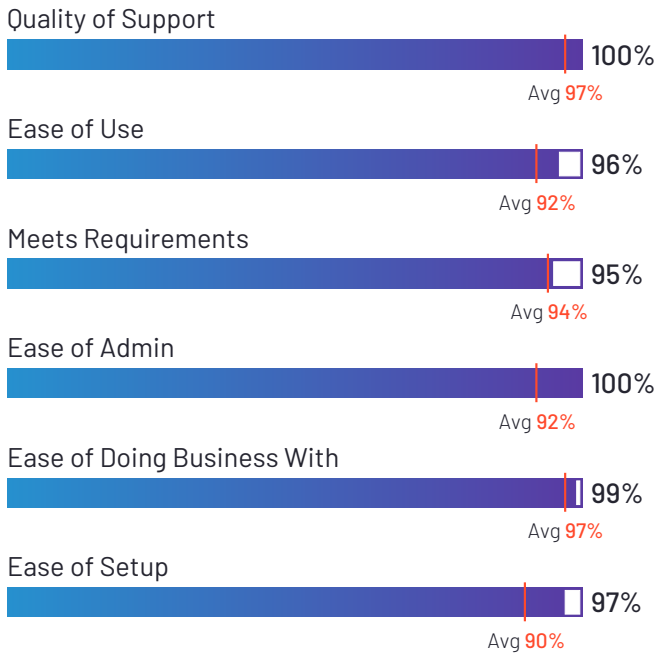 Quality of Support
100%
Avg 97%
Ease of Use
96%
Avg 92%
Meets Requirements
95%
Avg 94%
Ease of Admin
100%
Avg 92%
Ease of Doing Business With
99%
Avg 97%
Ease of Setup
97%
Avg 90%